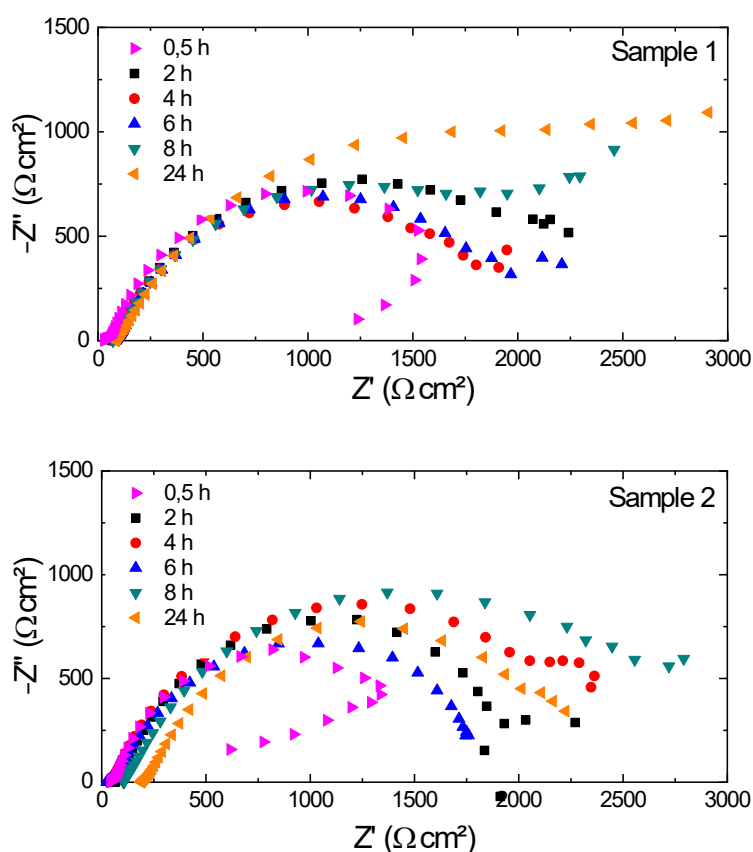 1500
Sample 1
0,5 h
2 h
4 h
6 h
8 h
24 h
1000
500
0
-Z'' (Ω cm²)
0 500 1000 1500 2000 2500 3000
Z' (Ω cm²)
1500
Sample 2
0,5 h
2 h
4 h
6 h
8 h
24 h
1000
500
0
-Z'' (Ω cm²)
0 500 1000 1500 2000 2500 3000
Z' (Ω cm²)